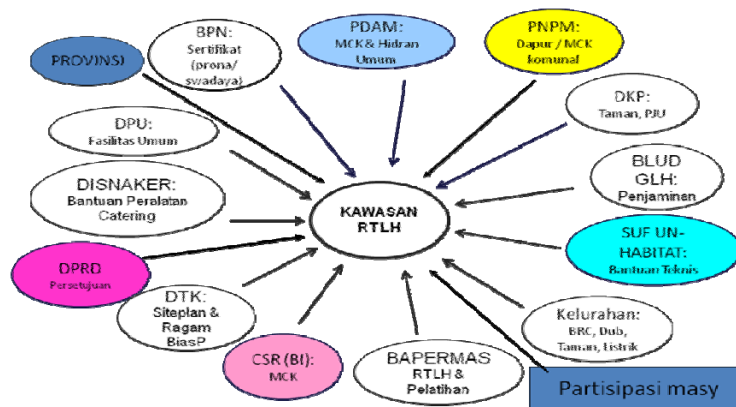 BPN:
Sertifikat
(prona/
swadaya)
PDAM:
MCK & Hidran
Umum
PNPM:
Dapur / MCK
komunal
PROVINSI
DKP:
Taman, PJU
DPU:
Fasilitas Umum
BLUD
GLH:
Penjaminan
DISNAKER:
Bantuan Peralatan
Catering
KAWASAN
RTLH
SUF UN-
HABITAT:
Bantuan Teknis
DPRD
Persetujuan
DTK:
Siteplan &
Ragam
BiasP
Kelurahan:
BRC, Dub,
Taman, Listrik
CSR (BI):
MCK
BAPERMAS
RTLH &
Pelatihan
Partisipasi masy